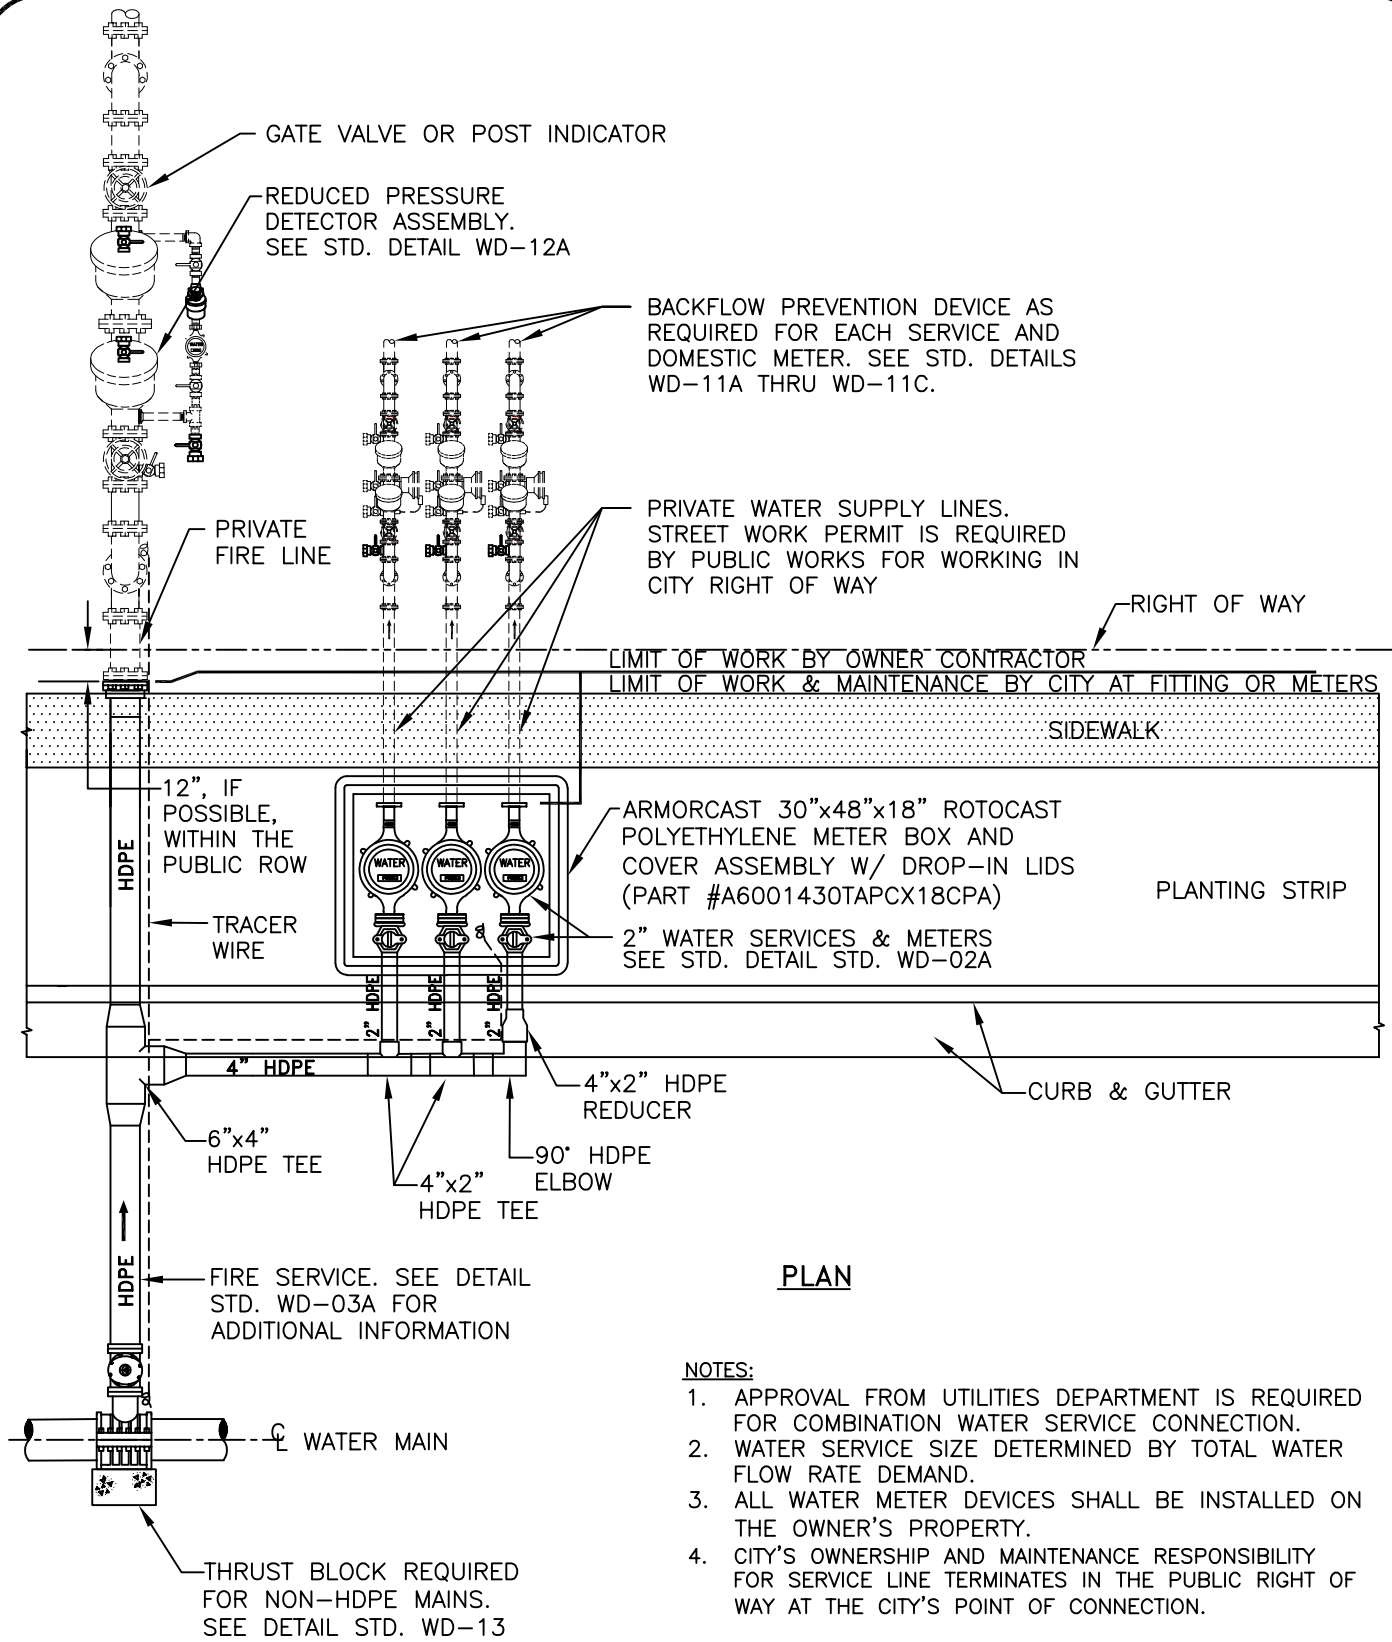 GATE VALVE OR POST INDICATOR
REDUCED PRESSURE
DETECTOR ASSEMBLY.
SEE STD. DETAIL WD-12A
BACKFLOW PREVENTION DEVICE AS
REQUIRED FOR EACH SERVICE AND
DOMESTIC METER. SEE STD. DETAILS
WD-11A THRU WD-11C.
PRIVATE
FIRE LINE
PRIVATE WATER SUPPLY LINES.
STREET WORK PERMIT IS REQUIRED
BY PUBLIC WORKS FOR WORKING IN
CITY RIGHT OF WAY
RIGHT OF WAY
LIMIT OF WORK BY OWNER CONTRACTOR
LIMIT OF WORK & MAINTENANCE BY CITY AT FITTING OR METERS
SIDEWALK
12", IF
POSSIBLE,
WITHIN THE
PUBLIC ROW
HDPE
TRACER
WIRE
WATER
WATER
WATER
WATER
ARMORCAST 30"x48"x18" ROTOCAST
POLYETHYLENE METER BOX AND
COVER ASSEMBLY W/ DROP-IN LIDS
(PART #A6001430TAPCX18CPA)
PLANTING STRIP
2" WATER SERVICES & METERS
SEE STD. DETAIL STD. WD-02A
2" HDPE
2" HDPE
2" HDPE
4" HDPE
4"x2" HDPE
REDUCER
CURB & GUTTER
6"x4"
HDPE TEE
90° HDPE
ELBOW
4"x2"
HDPE TEE
HDPE
FIRE SERVICE. SEE DETAIL
STD. WD-03A FOR
ADDITIONAL INFORMATION
PLAN
℄ WATER MAIN
THRUST BLOCK REQUIRED
FOR NON-HDPE MAINS.
SEE DETAIL STD. WD-13
NOTES:
1. APPROVAL FROM UTILITIES DEPARTMENT IS REQUIRED
FOR COMBINATION WATER SERVICE CONNECTION.
2. WATER SERVICE SIZE DETERMINED BY TOTAL WATER
FLOW RATE DEMAND.
3. ALL WATER METER DEVICES SHALL BE INSTALLED ON
THE OWNER'S PROPERTY.
4. CITY'S OWNERSHIP AND MAINTENANCE RESPONSIBILITY
FOR SERVICE LINE TERMINATES IN THE PUBLIC RIGHT OF
WAY AT THE CITY'S POINT OF CONNECTION.